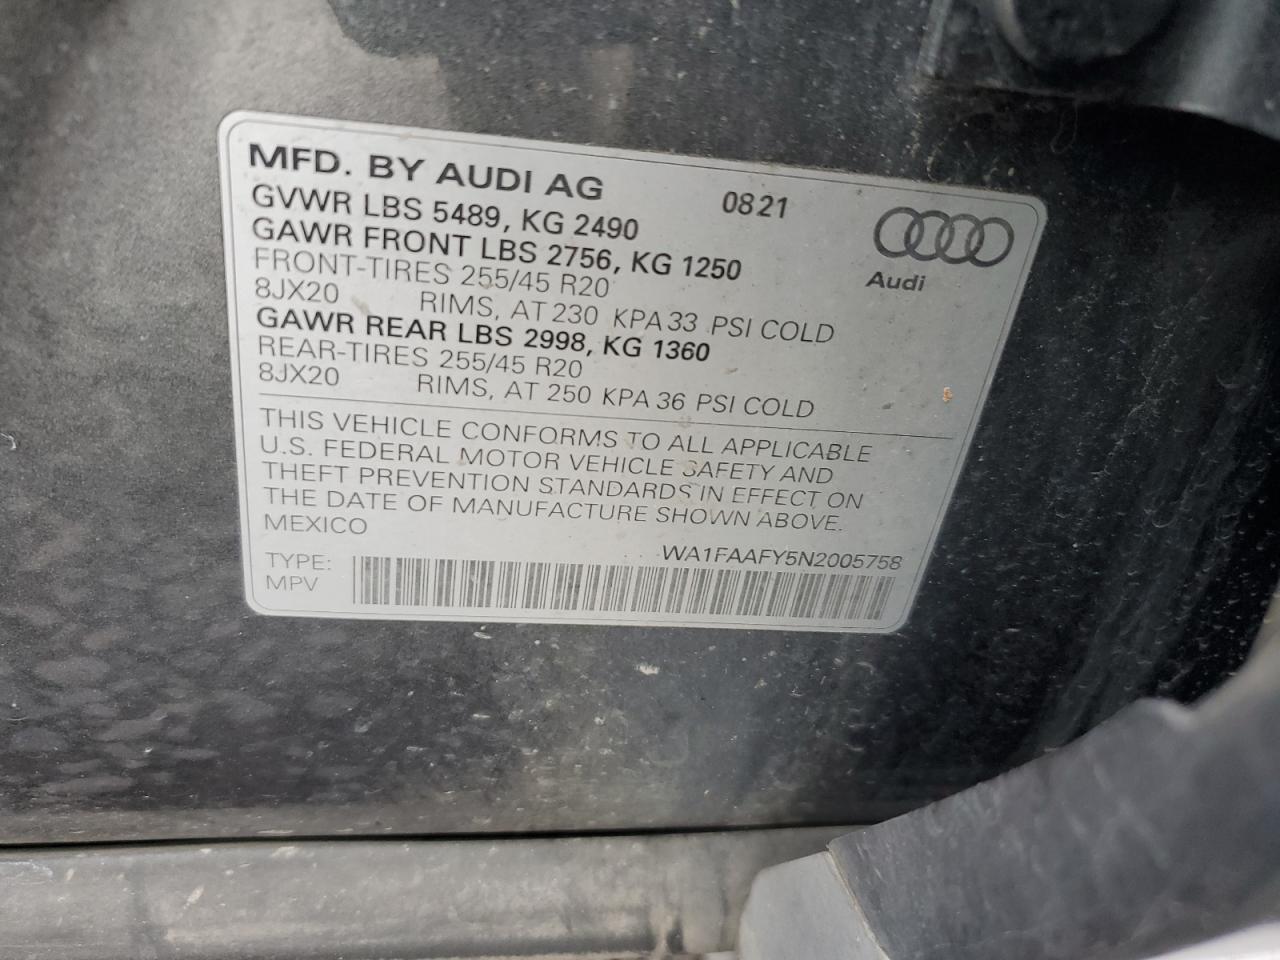 MFD. BY AUDI AG 0821
GVWR LBS 5489, KG 2490
GAWR FRONT LBS 2756, KG 1250
Audi
FRONT-TIRES 255/45 R20
8JX20 RIMS, AT 230 KPA 33 PSI COLD
GAWR REAR LBS 2998, KG 1360
REAR-TIRES 255/45 R20
8JX20 RIMS, AT 250 KPA 36 PSI COLD
THIS VEHICLE CONFORMS TO ALL APPLICABLE
U.S. FEDERAL MOTOR VEHICLE SAFETY AND
THEFT PREVENTION STANDARDS IN EFFECT ON
THE DATE OF MANUFACTURE SHOWN ABOVE.
MEXICO
WA1FAAFY5N2005758
TYPE:
MPV